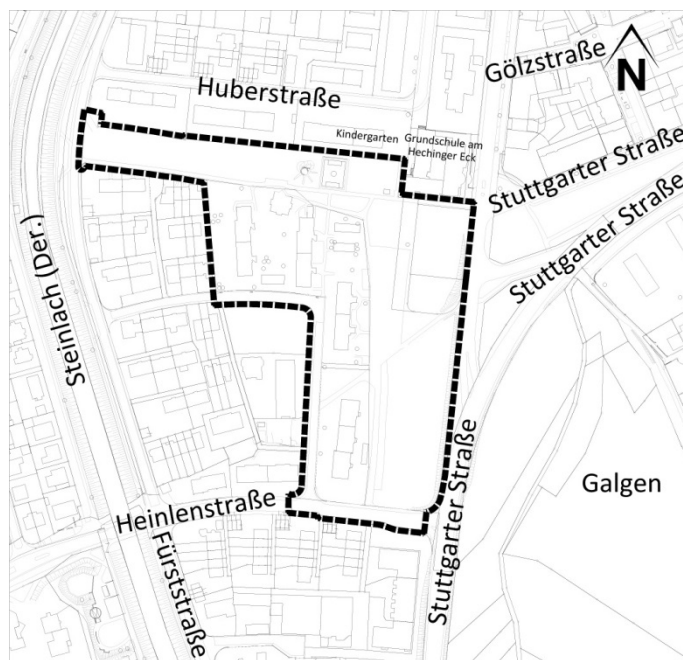 Gölzstraße
N
Huberstraße
Kindergarten
Grundschule am
Hechinger Eck
Stuttgarter Straße
Stuttgarter Straße
Steinlach (Der.)
Galgen
Heinlenstraße
Fürststraße
Stuttgarter Straße